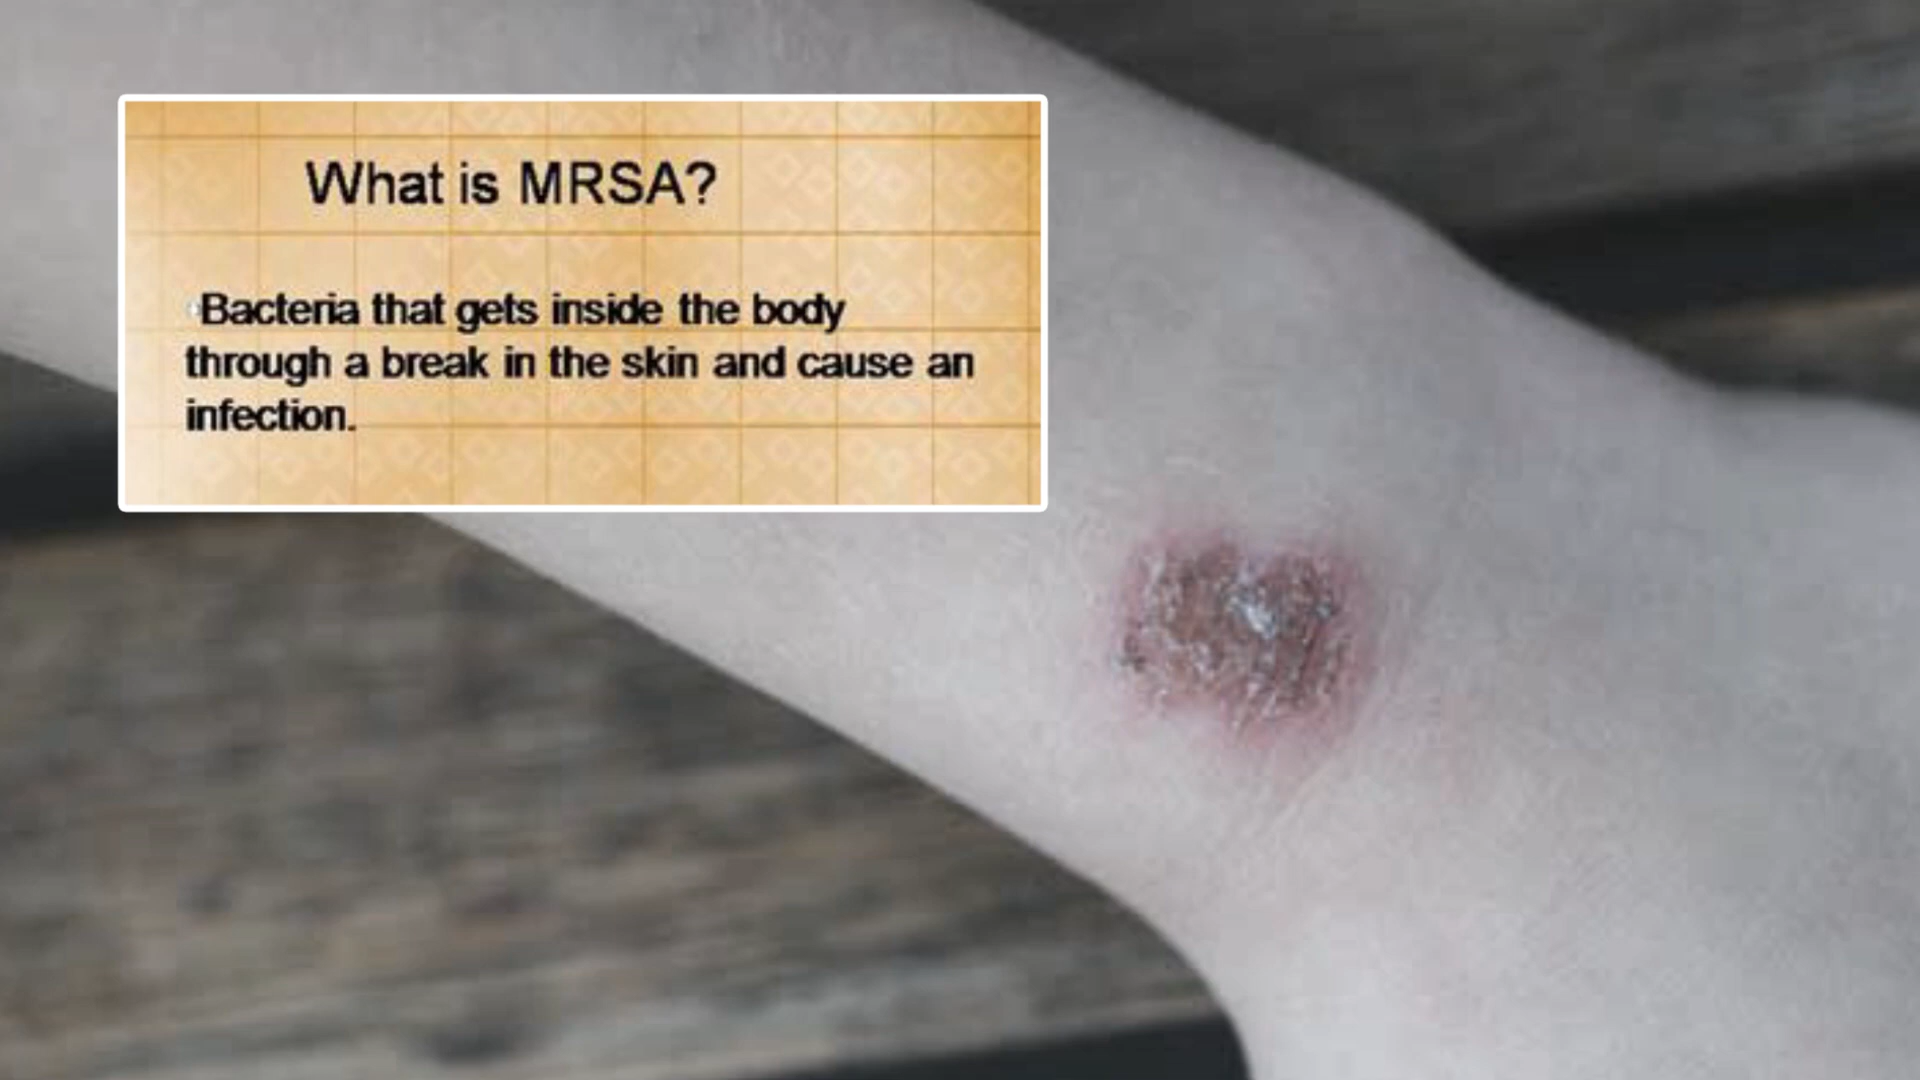 What is MRSA?
Bacteria that gets inside the body
through a break in the skin and cause an
infection.